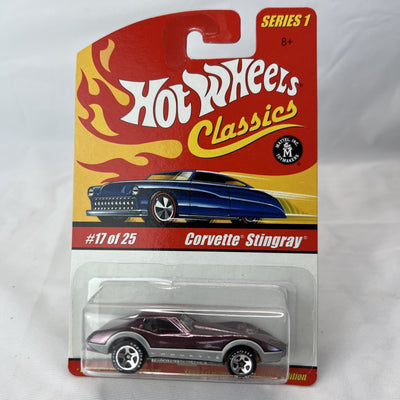 SERIES 1
8+
HOT WHEELS
Classics
MATTEL, INC.
M
TOYMAKERS
#17 of 25
Corvette® Stingray®